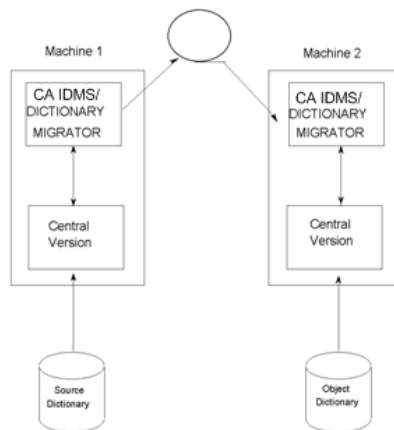 Machine 1
CA IDMS/
DICTIONARY
MIGRATOR
Central
Version
Source
Dictionary
Machine 2
CA IDMS/
DICTIONARY
MIGRATOR
Central
Version
Object
Dictionary